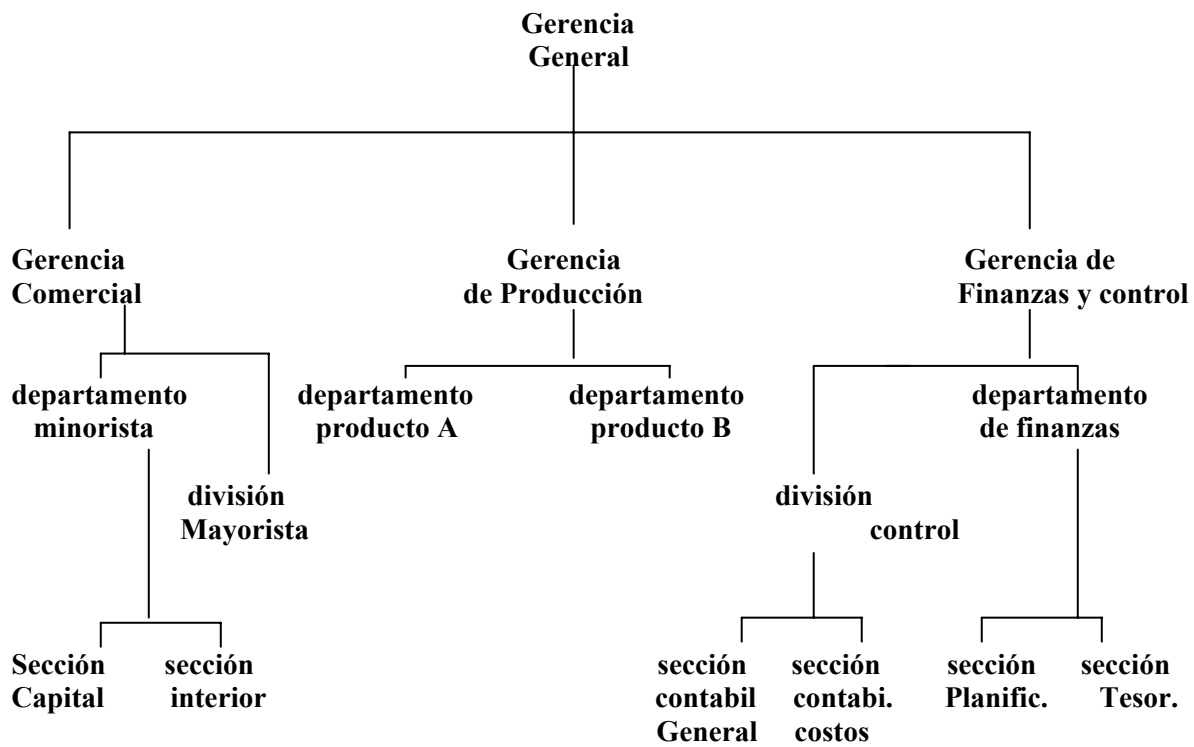 Gerencia
General
Gerencia
Comercial
Gerencia
de Producción
Gerencia de
Finanzas y control
departamento
minorista
departamento
producto A
departamento
producto B
departamento
de finanzas
división
Mayorista
división
control
Sección
Capital
sección
interior
sección
contabil
General
sección
contabi.
costos
sección
Planific.
sección
Tesor.